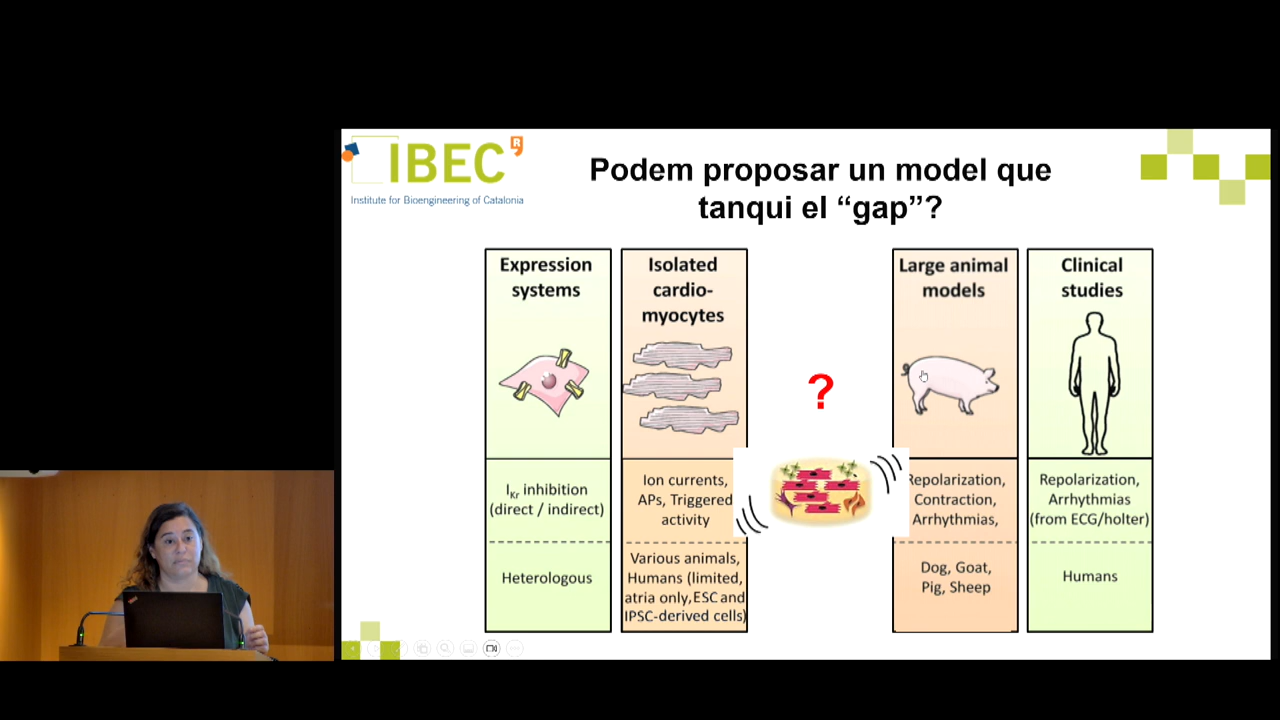 IBEC
R
Institute for Bioengineering of Catalonia
Podem proposar un model que
tanqui el “gap”?
Expression
systems
IKr inhibition
(direct / indirect)
Heterologous
Isolated
cardio-
myocytes
Ion currents,
APs, Triggered
activity
Various animals,
Humans (limited,
atria only, ESC and
IPSC-derived cells)
?
Large animal
models
Repolarization,
Contraction,
Arrhythmias,
Dog, Goat,
Pig, Sheep
Clinical
studies
Repolarization,
Arrhythmias
(from ECG/holter)
Humans